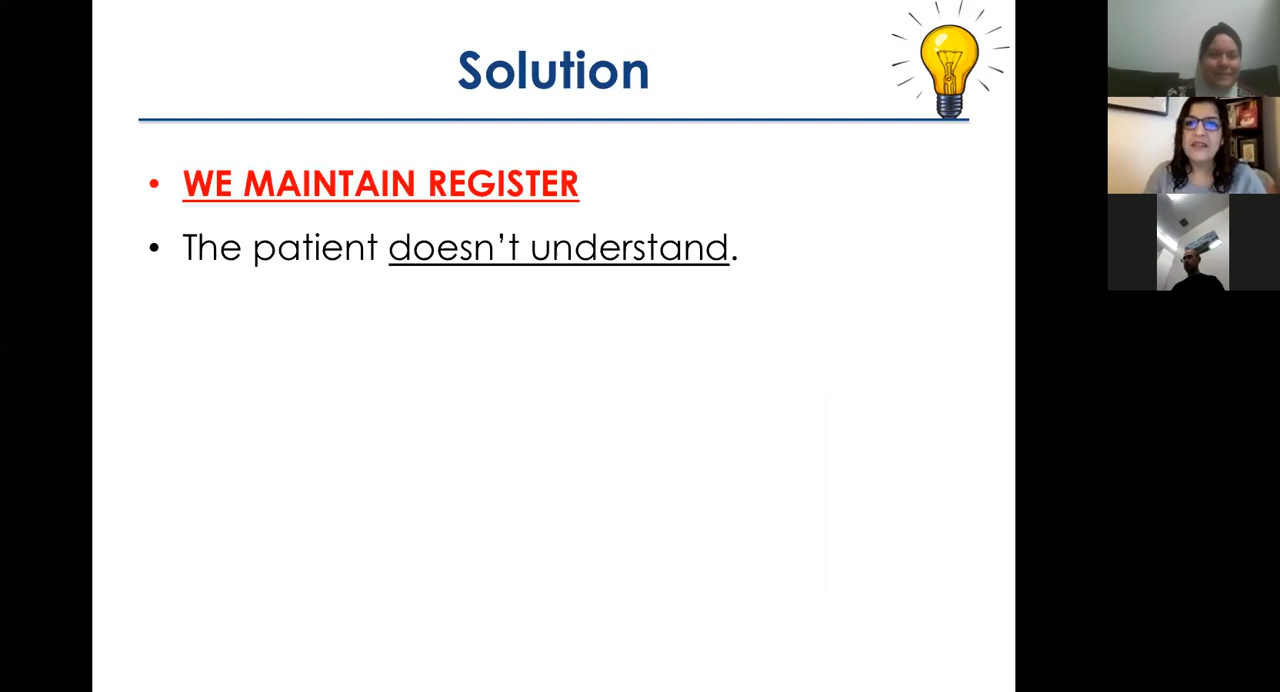 Solution
• WE MAINTAIN REGISTER
• The patient doesn’t understand.